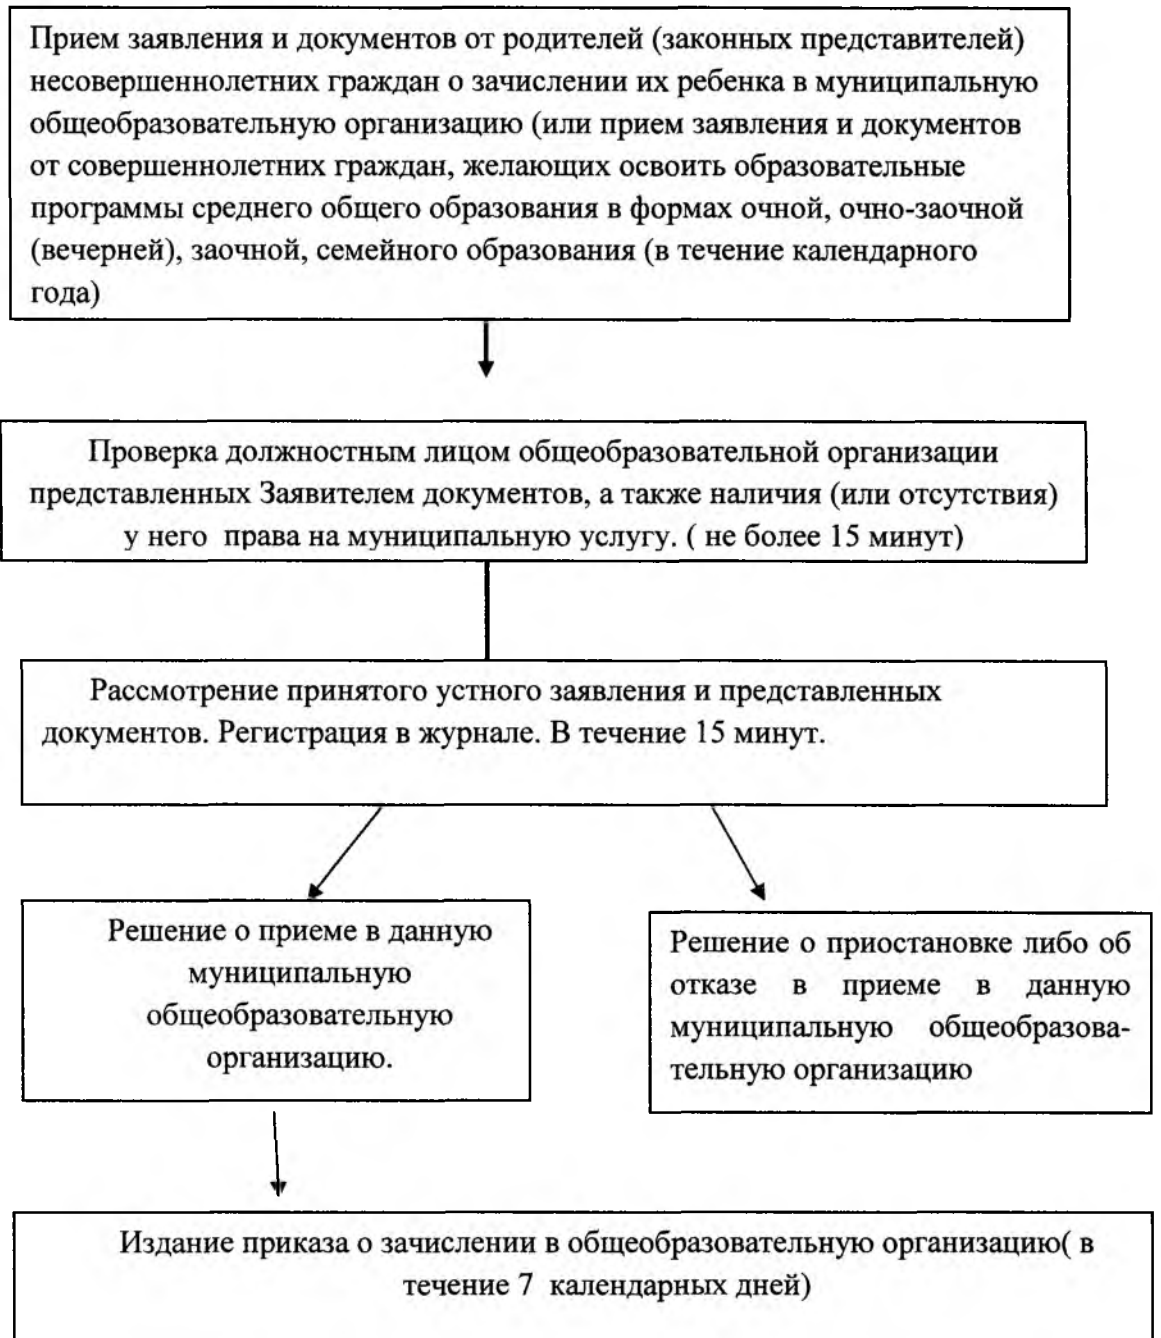 Прием заявления и документов от родителей (законных представителей)
несовершеннолетних граждан о зачислении их ребенка в муниципальную
общеобразовательную организацию (или прием заявления и документов
от совершеннолетних граждан, желающих освоить образовательные
программы среднего общего образования в формах очной, очно-заочной
(вечерней), заочной, семейного образования (в течение календарного
года)
Проверка должностным лицом общеобразовательной организации
представленных Заявителем документов, а также наличия (или отсутствия)
у него права на муниципальную услугу. ( не более 15 минут)
Рассмотрение принятого устного заявления и представленных
документов. Регистрация в журнале. В течение 15 минут.
Решение о приеме в данную
муниципальную
общеобразовательную
организацию.
Решение о приостановке либо об
отказе в приеме в данную
муниципальную общеобразова-
тельную организацию
Издание приказа о зачислении в общеобразовательную организацию( в
течение 7 календарных дней)